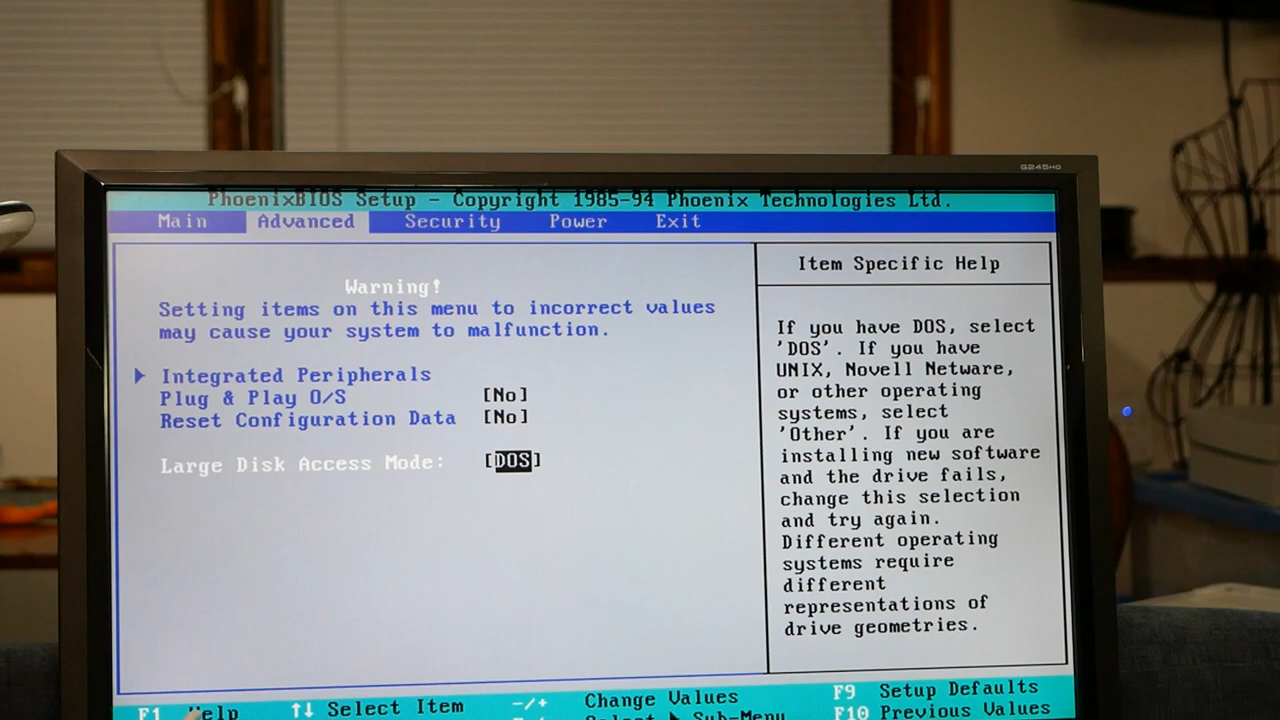 G245HQ
PhoenixBIOS Setup - Copyright 1985-94 Phoenix Technologies Ltd.
Main Advanced Security Power Exit
Warning!
Setting items on this menu to incorrect values
may cause your system to malfunction.
Integrated Peripherals
Plug & Play O/S [No]
Reset Configuration Data [No]
Large Disk Access Mode: [DOS]
Item Specific Help
If you have DOS, select
'DOS'. If you have
UNIX, Novell Netware,
or other operating
systems, select
'Other'. If you are
installing new software
and the drive fails,
change this selection
and try again.
Different operating
systems require
different
representations of
drive geometries.
F1 Help ↑↓ Select Item -/+ Change Values F9 Setup Defaults
Select ▶ Sub-Menu F10 Previous Values